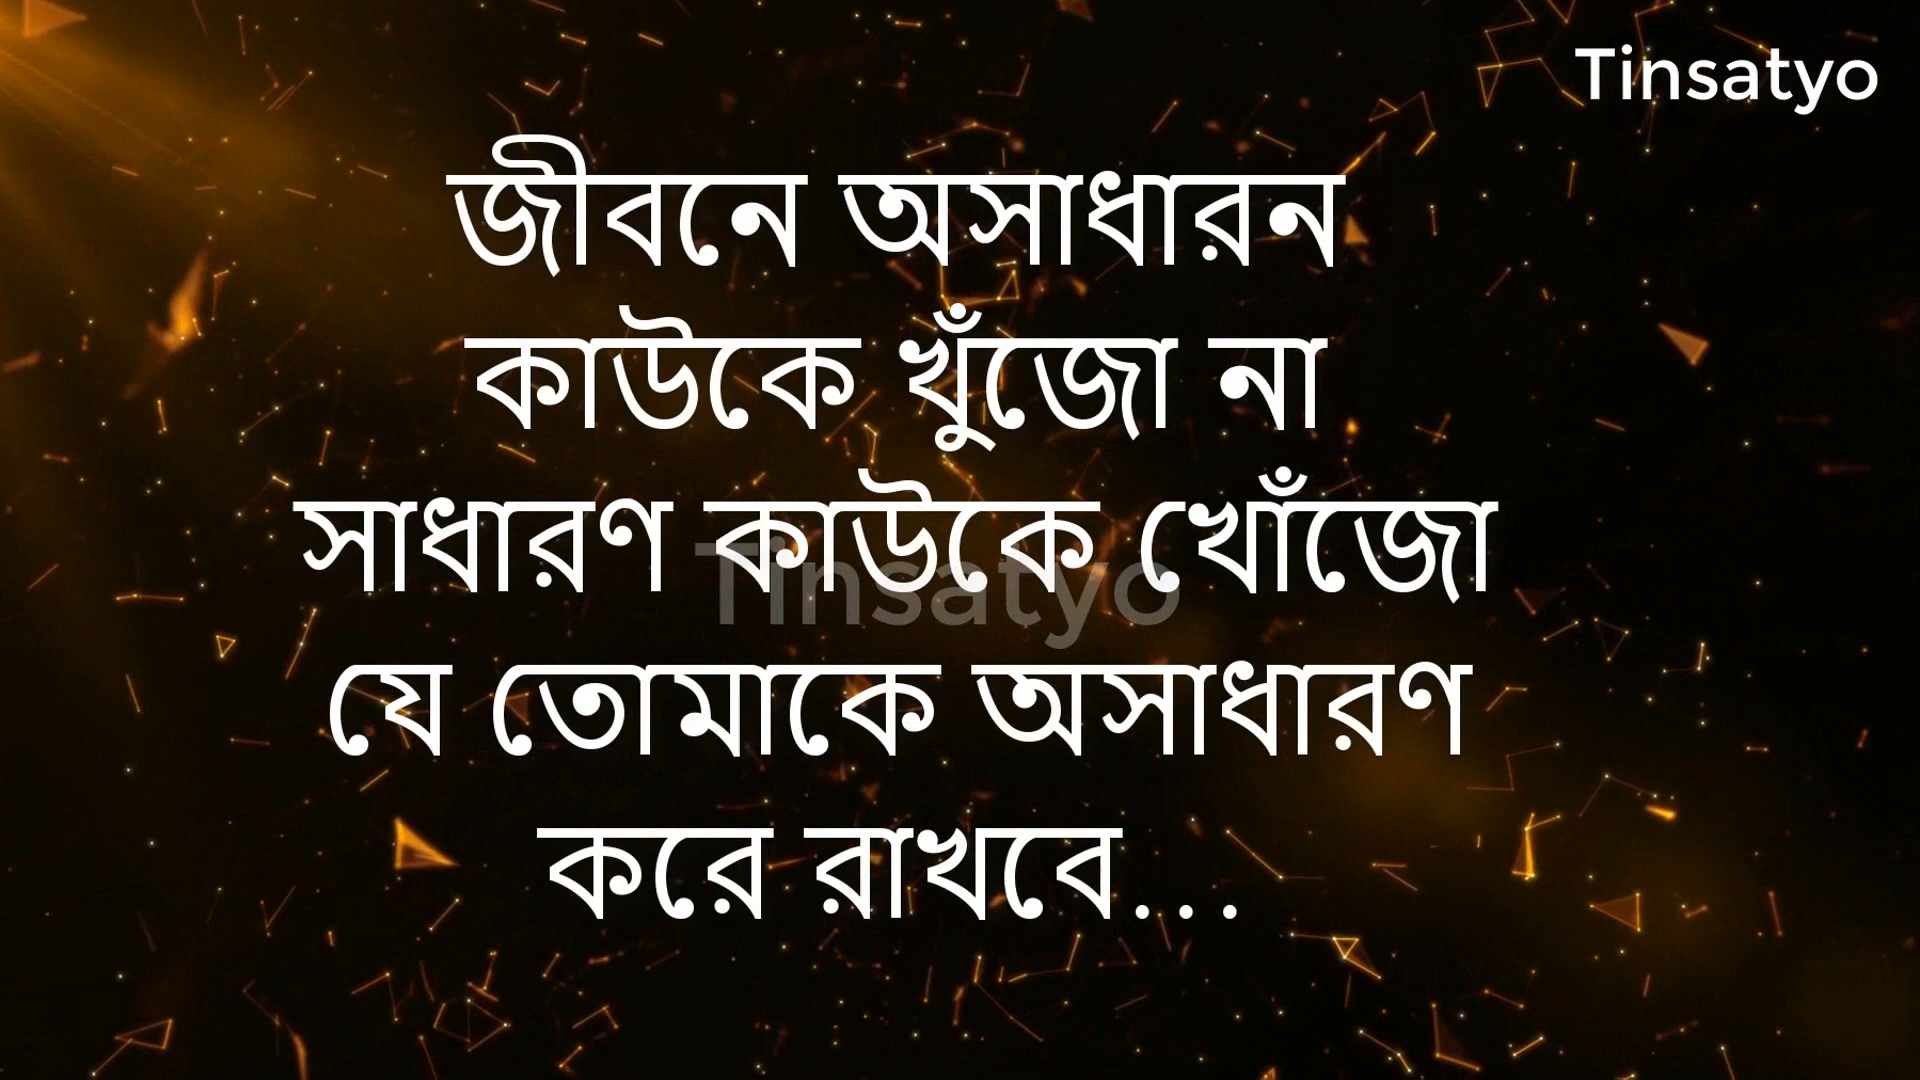 Tinsatyo
জীবনে অসাধারন
কাউকে খুঁজো না
সাধারণ কাউকে খোঁজো
Tinsatyo
যে তোমাকে অসাধারণ
করে রাখবে...